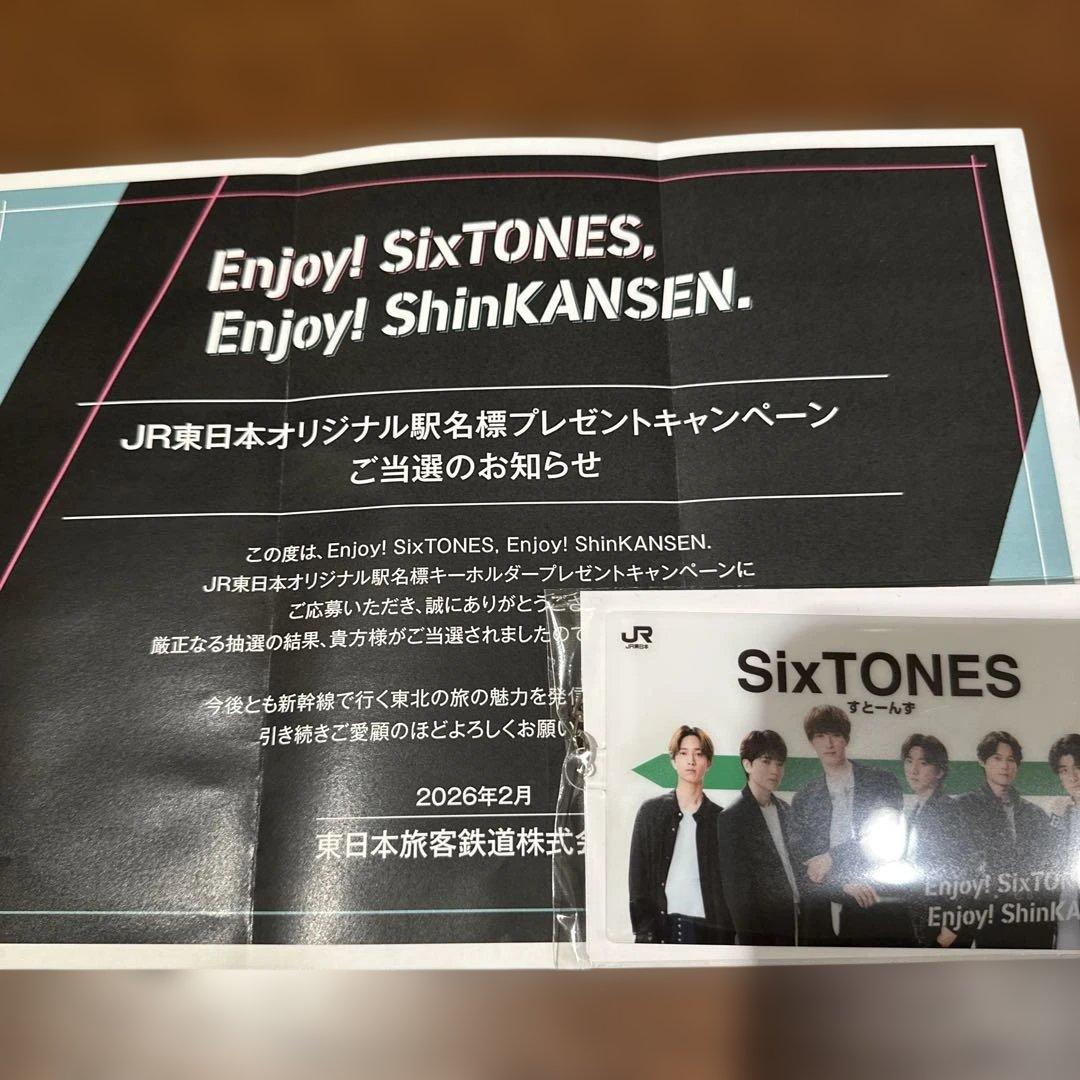 Enjoy! SixTONES,
Enjoy! ShinKANSEN.
JR東日本オリジナル駅名標プレゼントキャンペーン
ご当選のお知らせ
この度は、Enjoy! SixTONES, Enjoy! ShinKANSEN.
JR東日本オリジナル駅名標キーホルダープレゼントキャンペーンに
ご応募いただき、誠にありがとうござ
厳正なる抽選の結果、貴方様がご当選されましたので
今後とも新幹線で行く東北の旅の魅力を発信
引き続きご愛顧のほどよろしくお願い
2026年2月
東日本旅客鉄道株式会
JR
JR東日本
SixTONES
すとーんず
Enjoy! SixTON
Enjoy! ShinKA